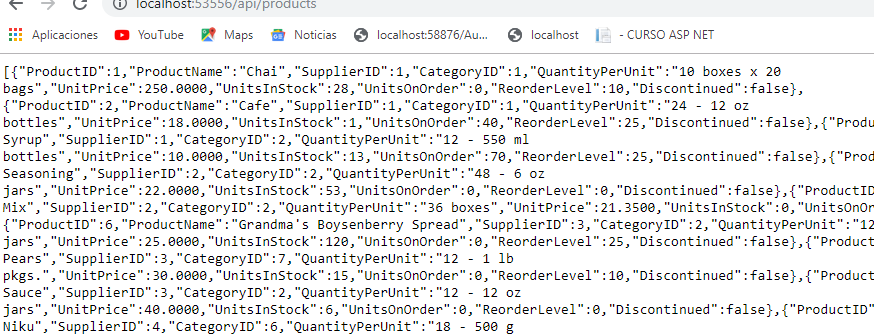 localhost:53556/api/products
Aplicaciones YouTube Maps Noticias localhost:58876/Au... localhost - CURSO ASP NET
[{"ProductID":1,"ProductName":"Chai","SupplierID":1,"CategoryID":1,"QuantityPerUnit":"10 boxes x 20
bags","UnitPrice":250.0000,"UnitsInStock":28,"UnitsOnOrder":0,"ReorderLevel":10,"Discontinued":false},
{"ProductID":2,"ProductName":"Cafe","SupplierID":1,"CategoryID":1,"QuantityPerUnit":"24 - 12 oz
bottles","UnitPrice":18.0000,"UnitsInStock":1,"UnitsOnOrder":40,"ReorderLevel":25,"Discontinued":false},{"Produ
Syrup","SupplierID":1,"CategoryID":2,"QuantityPerUnit":"12 - 550 ml
bottles","UnitPrice":10.0000,"UnitsInStock":13,"UnitsOnOrder":70,"ReorderLevel":25,"Discontinued":false},{"Prod
Seasoning","SupplierID":2,"CategoryID":2,"QuantityPerUnit":"48 - 6 oz
jars","UnitPrice":22.0000,"UnitsInStock":53,"UnitsOnOrder":0,"ReorderLevel":0,"Discontinued":false},{"ProductID
Mix","SupplierID":2,"CategoryID":2,"QuantityPerUnit":"36 boxes","UnitPrice":21.3500,"UnitsInStock":0,"UnitsOnOr
{"ProductID":6,"ProductName":"Grandma's Boysenberry Spread","SupplierID":3,"CategoryID":2,"QuantityPerUnit":"12
jars","UnitPrice":25.0000,"UnitsInStock":120,"UnitsOnOrder":0,"ReorderLevel":25,"Discontinued":false},{"Product
Pears","SupplierID":3,"CategoryID":7,"QuantityPerUnit":"12 - 1 lb
pkgs.","UnitPrice":30.0000,"UnitsInStock":15,"UnitsOnOrder":0,"ReorderLevel":10,"Discontinued":false},{"Product
Sauce","SupplierID":3,"CategoryID":2,"QuantityPerUnit":"12 - 12 oz
jars","UnitPrice":40.0000,"UnitsInStock":6,"UnitsOnOrder":0,"ReorderLevel":0,"Discontinued":false},{"ProductID"
Niku","SupplierID":4,"CategoryID":6,"QuantityPerUnit":"18 - 500 g